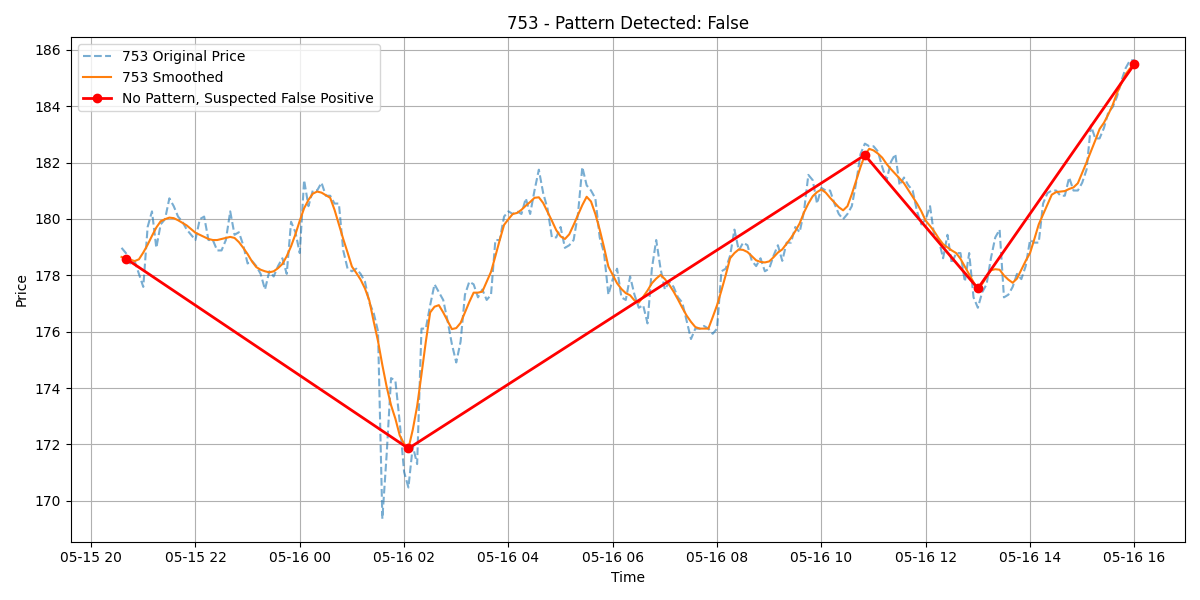 753 - Pattern Detected: False
753 Original Price
753 Smoothed
No Pattern, Suspected False Positive
Price
186
184
182
180
178
176
174
172
170
05-15 20 05-15 22 05-16 00 05-16 02 05-16 04 05-16 06 05-16 08 05-16 10 05-16 12 05-16 14 05-16 16
Time